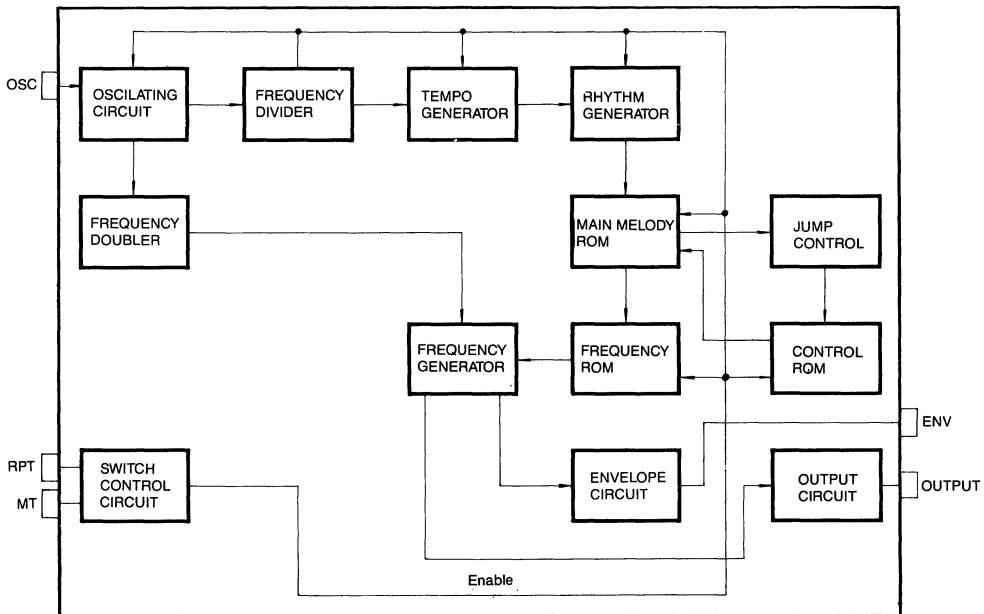 OSC
OSCILATING
CIRCUIT
FREQUENCY
DIVIDER
TEMPO
GENERATOR
RHYTHM
GENERATOR
FREQUENCY
DOUBLER
MAIN MELODY
ROM
JUMP
CONTROL
FREQUENCY
GENERATOR
FREQUENCY
ROM
CONTROL
ROM
ENV
RPT
MT
SWITCH
CONTROL
CIRCUIT
ENVELOPE
CIRCUIT
OUTPUT
CIRCUIT
OUTPUT
Enable